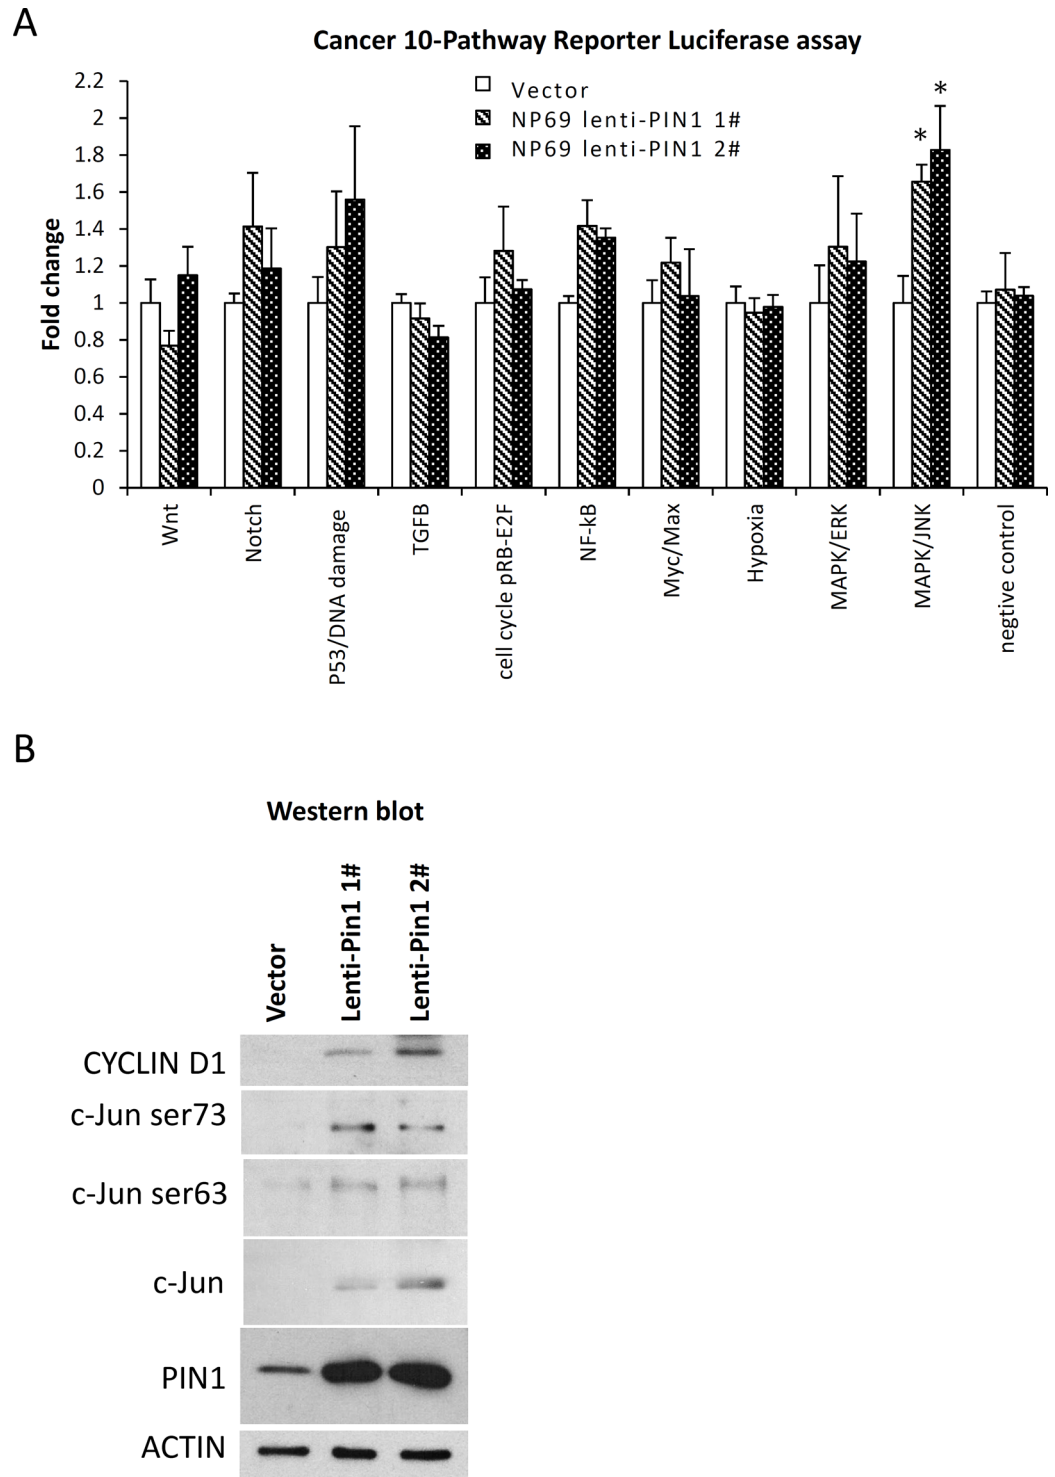 A
Cancer 10-Pathway Reporter Luciferase assay
Vector
NP69 lenti-PIN1 1#
NP69 lenti-PIN1 2#
Fold change
2.2
2
1.8
1.6
1.4
1.2
1
0.8
0.6
0.4
0.2
0
* *
Wnt
Notch
P53/DNA damage
TGFB
cell cycle pRB-E2F
NF-kB
Myc/Max
Hypoxia
MAPK/ERK
MAPK/JNK
negtive control
B
Western blot
Vector
Lenti-Pin1 1#
Lenti-Pin1 2#
CYCLIN D1
c-Jun ser73
c-Jun ser63
c-Jun
PIN1
ACTIN